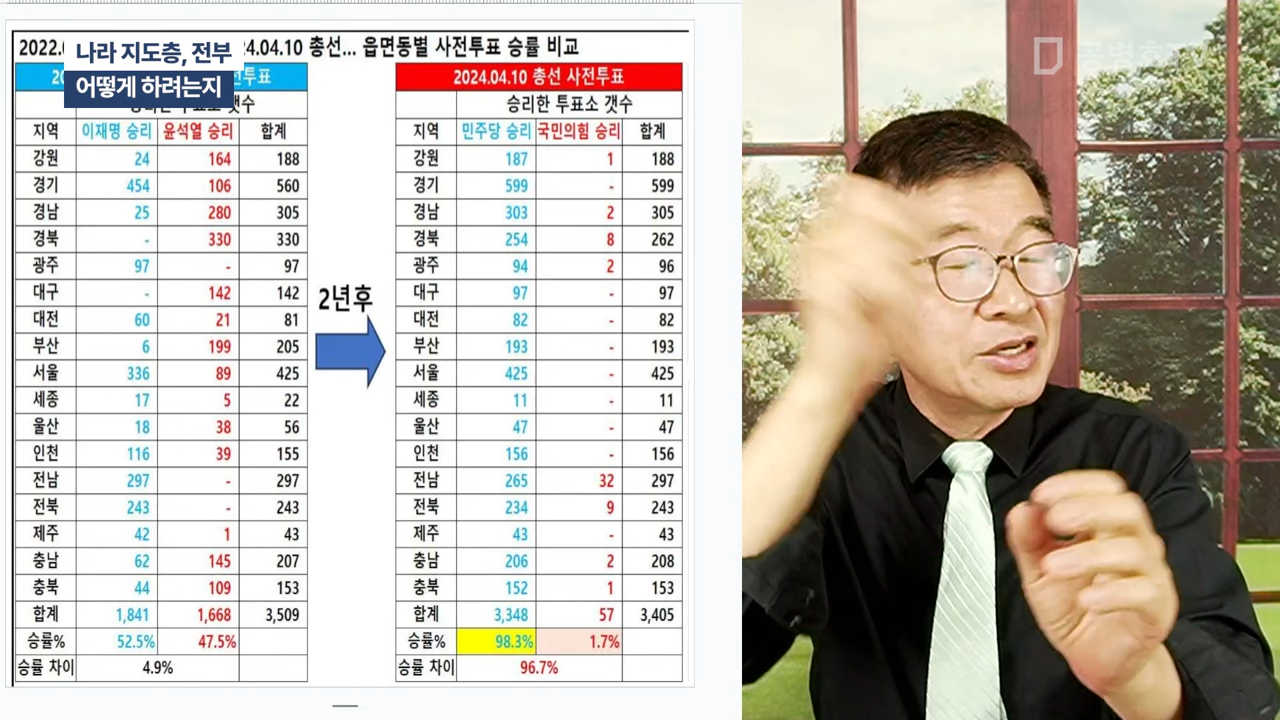 나라 지도층, 전부
어떻게 하려는지
2022.0 24.04.10 총선... 읍면동별 사전투표 승률 비교
20 전투표
승리한 투표소 갯수
지역 이재명 승리 윤석열 승리 합계
강원 24 164 188
경기 454 106 560
경남 25 280 305
경북 - 330 330
광주 97 - 97
대구 - 142 142
대전 60 21 81
부산 6 199 205
서울 336 89 425
세종 17 5 22
울산 18 38 56
인천 116 39 155
전남 297 - 297
전북 243 - 243
제주 42 1 43
충남 62 145 207
충북 44 109 153
합계 1,841 1,668 3,509
승률% 52.5% 47.5%
승률 차이 4.9%
2년후
2024.04.10 총선 사전투표
승리한 투표소 갯수
지역 민주당 승리 국민의힘 승리 합계
강원 187 1 188
경기 599 - 599
경남 303 2 305
경북 254 8 262
광주 94 2 96
대구 97 - 97
대전 82 - 82
부산 193 - 193
서울 425 - 425
세종 11 - 11
울산 47 - 47
인천 156 - 156
전남 265 32 297
전북 234 9 243
제주 43 - 43
충남 206 2 208
충북 152 1 153
합계 3,348 57 3,405
승률% 98.3% 1.7%
승률 차이 96.7%